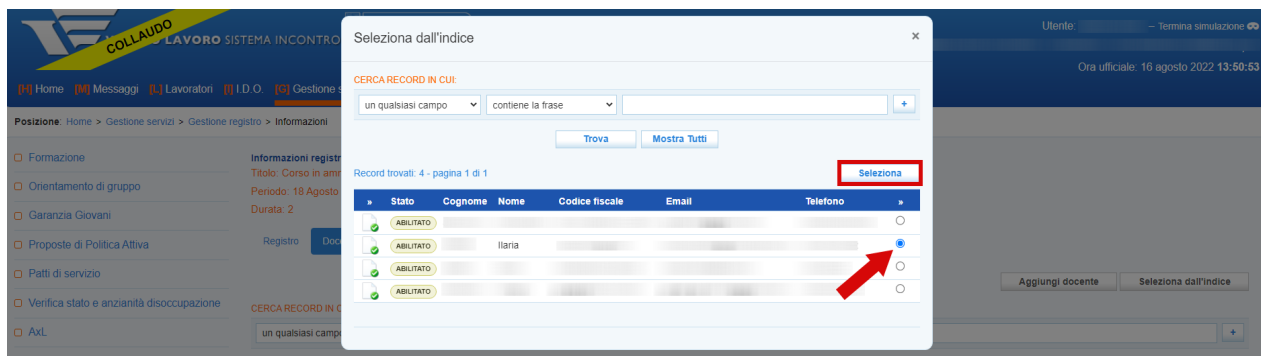 COLLAUDO
LAVORO SISTEMA INCONTRO
Utente: – Termina simulazione
Ora ufficiale: 16 agosto 2022 13:50:53
[H] Home [M] Messaggi [L] Lavoratori [I] I.D.O. [G] Gestione
Posizione: Home > Gestione servizi > Gestione registro > Informazioni
Formazione
Orientamento di gruppo
Garanzia Giovani
Proposte di Politica Attiva
Patti di servizio
Verifica stato e anzianità disoccupazione
AxL
Informazioni registr
Titolo: Corso in amm
Periodo: 18 Agosto
Durata: 2
Registro Doc
CERCA RECORD IN C
un qualsiasi campo
Seleziona dall'indice ×
CERCA RECORD IN CUI:
un qualsiasi campo contiene la frase +
Trova Mostra Tutti
Record trovati: 4 - pagina 1 di 1 Seleziona
» Stato Cognome Nome Codice fiscale Email Telefono »
ABILITATO
ABILITATO Ilaria
ABILITATO
ABILITATO
Aggiungi docente Seleziona dall'indice
+